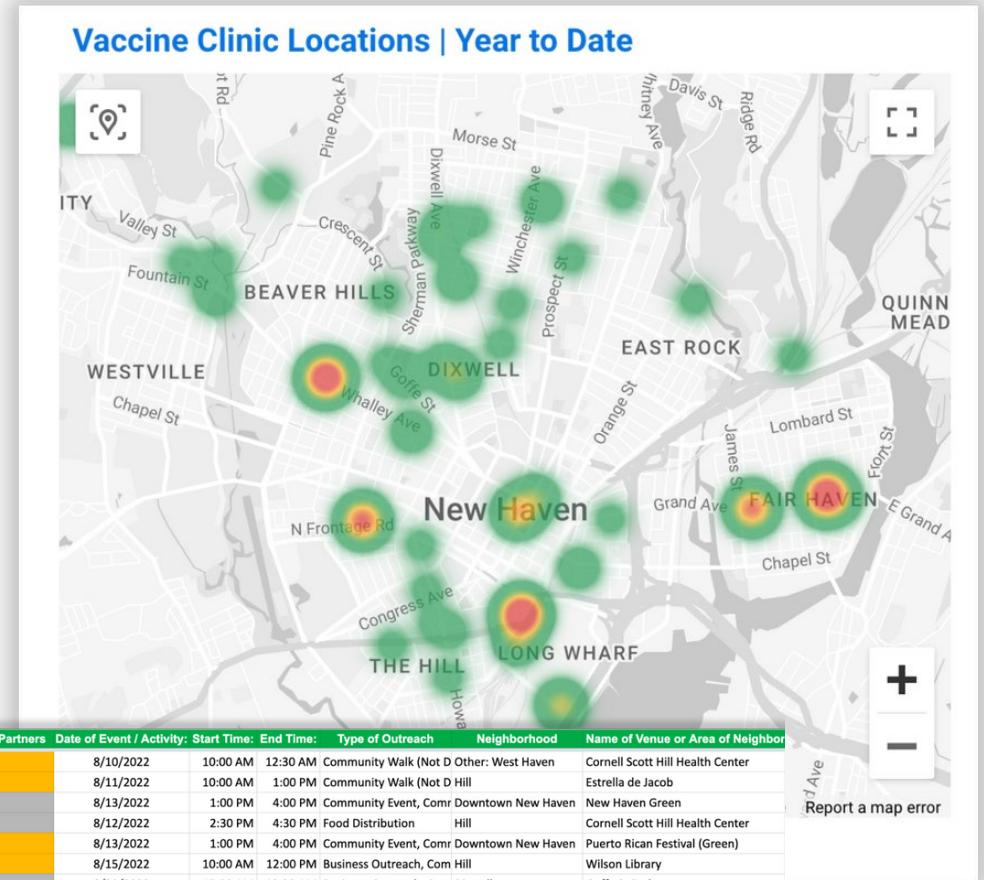 Vaccine Clinic Locations | Year to Date
Pine Rock A
Whitney Ave
Davis St
Ridge Rd
Morse St
Dixwell Ave
ITY
Valley St
Crescent St
Sherman Parkway
Winchester Ave
Fountain St
BEAVER HILLS
Prospect St
QUINN
MEAD
EAST ROCK
WESTVILLE
DIXWELL
Goffe St
Whalley Ave
Chapel St
Orange St
Lombard St
James St
Front St
New Haven
Grand Ave
FAIR HAVEN
E Grand A
N Frontage Rd
Chapel St
Congress Ave
LONG WHARF
THE HILL
Howa
Report a map error
Partners Date of Event / Activity: Start Time: End Time: Type of Outreach Neighborhood Name of Venue or Area of Neighbor
8/10/2022 10:00 AM 12:30 AM Community Walk (Not D Other: West Haven Cornell Scott Hill Health Center
8/11/2022 10:00 AM 1:00 PM Community Walk (Not D Hill Estrella de Jacob
8/13/2022 1:00 PM 4:00 PM Community Event, Comr Downtown New Haven New Haven Green
8/12/2022 2:30 PM 4:30 PM Food Distribution Hill Cornell Scott Hill Health Center
8/13/2022 1:00 PM 4:00 PM Community Event, Comr Downtown New Haven Puerto Rican Festival (Green)
8/15/2022 10:00 AM 12:00 PM Business Outreach, Com Hill Wilson Library